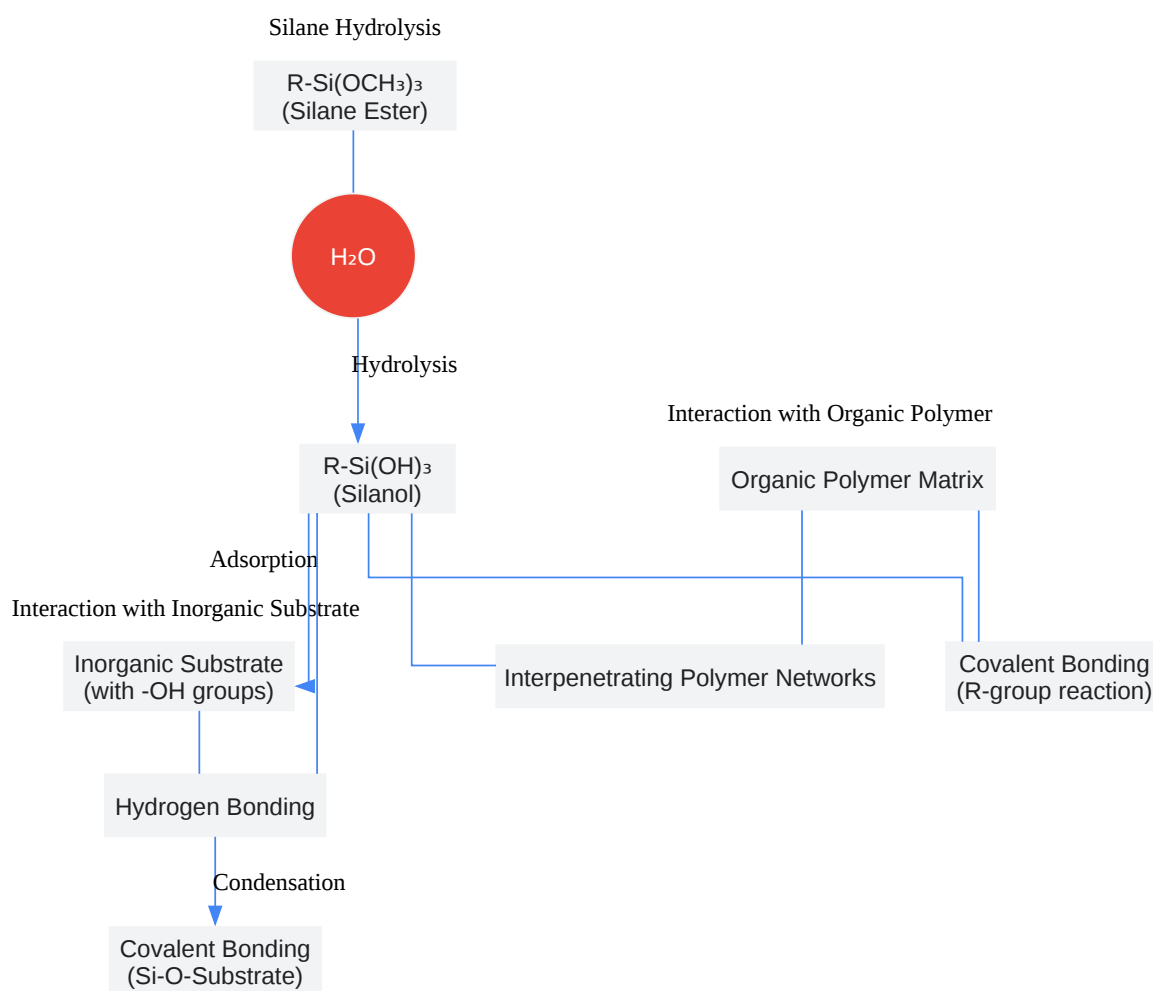 Silane Hydrolysis
R-Si(OCH₃)₃
(Silane Ester)
H₂O
Hydrolysis
Interaction with Organic Polymer
R-Si(OH)₃
(Silanol)
Organic Polymer Matrix
Adsorption
Interaction with Inorganic Substrate
Inorganic Substrate
(with -OH groups)
Interpenetrating Polymer Networks
Covalent Bonding
(R-group reaction)
Hydrogen Bonding
Condensation
Covalent Bonding
(Si-O-Substrate)